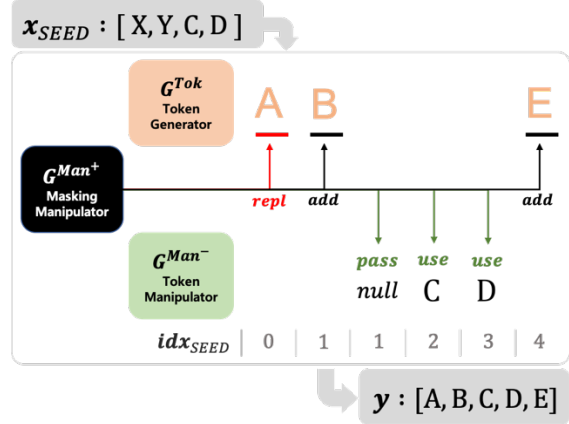 x_SEED : [ X, Y, C, D ]
G^Tok
Token
Generator
A B E
G^Man+
Masking
Manipulator
repl add add
G^Man-
Token
Manipulator
pass use use
null C D
idx_SEED 0 1 1 2 3 4
y : [A, B, C, D, E]